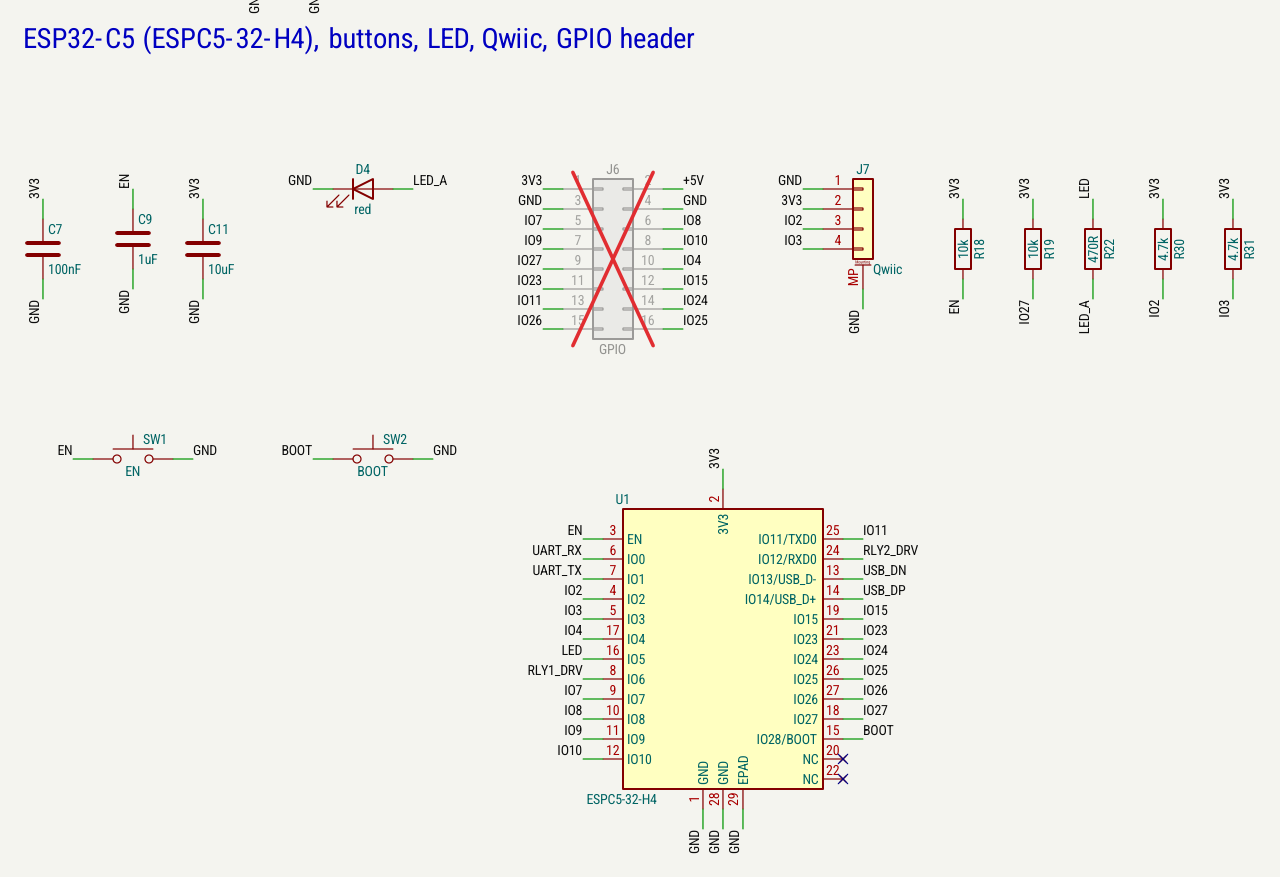 GND GND
ESP32-C5 (ESPC5-32-H4), buttons, LED, Qwiic, GPIO header
3V3
C7
100nF
GND
EN
C9
1uF
GND
3V3
C11
10uF
GND
D4
GND LED_A
red
J6
3V3 1 2 +5V
GND 3 4 GND
IO7 5 6 IO8
IO9 7 8 IO10
IO27 9 10 IO4
IO23 11 12 IO15
IO11 13 14 IO24
IO26 15 16 IO25
GPIO
J7
GND 1
3V3 2
IO2 3
IO3 4
MP Qwiic
GND
3V3
10k R18
EN
3V3
10k R19
IO27
LED
470R R22
LED_A
3V3
4.7k R30
IO2
3V3
4.7k R31
IO3
SW1
EN GND
EN
SW2
BOOT GND
BOOT
3V3
2
U1
3V3
EN 3 EN IO11/TXD0 25 IO11
UART_RX 6 IO0 IO12/RXD0 24 RLY2_DRV
UART_TX 7 IO1 IO13/USB_D- 13 USB_DN
IO2 4 IO2 IO14/USB_D+ 14 USB_DP
IO3 5 IO3 IO15 19 IO15
IO4 17 IO4 IO23 21 IO23
LED 16 IO5 IO24 23 IO24
RLY1_DRV 8 IO6 IO25 26 IO25
IO7 9 IO7 IO26 27 IO26
IO8 10 IO8 IO27 18 IO27
IO9 11 IO9 IO28/BOOT 15 BOOT
IO10 12 IO10 NC 20
NC 22
GND GND EPAD
ESPC5-32-H4
1 28 29
GND GND GND